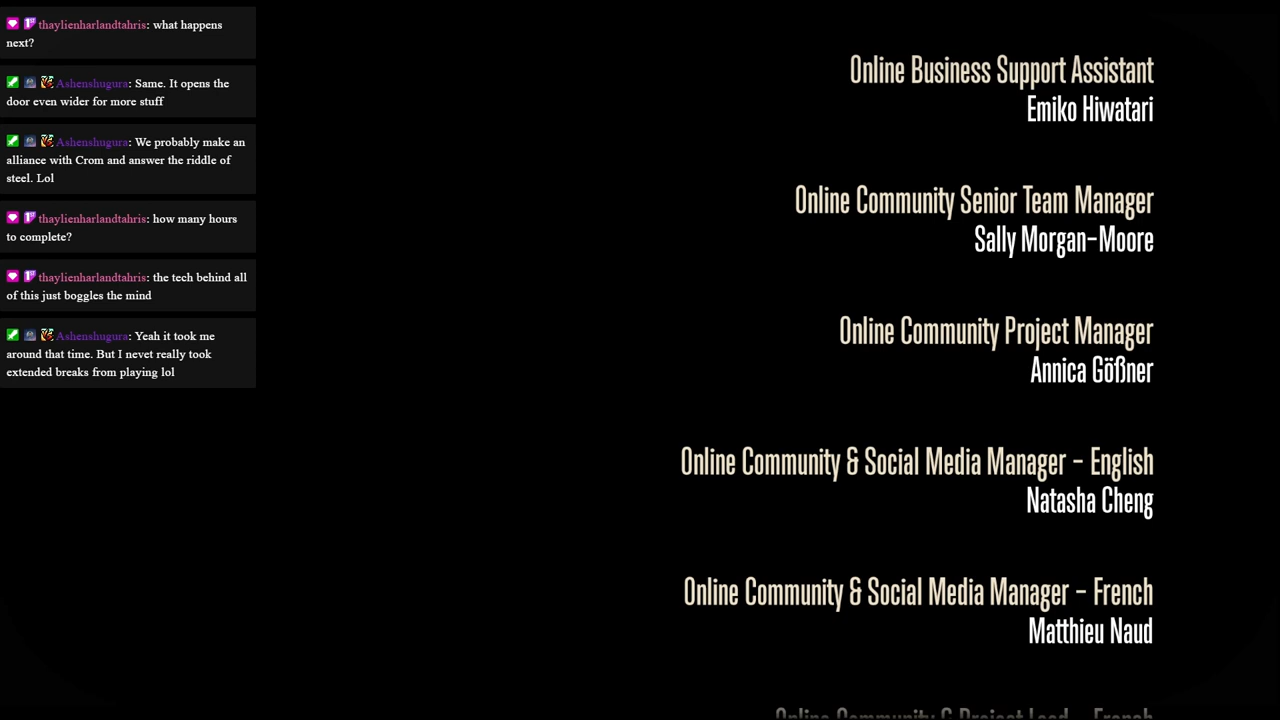 thaylienharlandtahris: what happens
next?
Ashenshugura: Same. It opens the
door even wider for more stuff
Ashenshugura: We probably make an
alliance with Crom and answer the riddle of
steel. Lol
thaylienharlandtahris: how many hours
to complete?
thaylienharlandtahris: the tech behind all
of this just boggles the mind
Ashenshugura: Yeah it took me
around that time. But I nevet really took
extended breaks from playing lol
Online Business Support Assistant
Emiko Hiwatari
Online Community Senior Team Manager
Sally Morgan-Moore
Online Community Project Manager
Annica Gößner
Online Community & Social Media Manager - English
Natasha Cheng
Online Community & Social Media Manager - French
Matthieu Naud
Online Community & Project Lead - French